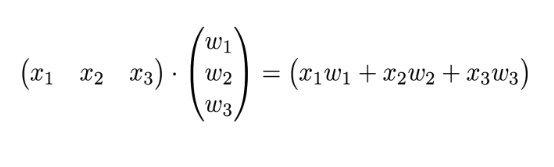 (x₁ x₂ x₃) · (w₁ w₂ w₃) = (x₁w₁ + x₂w₂ + x₃w₃)